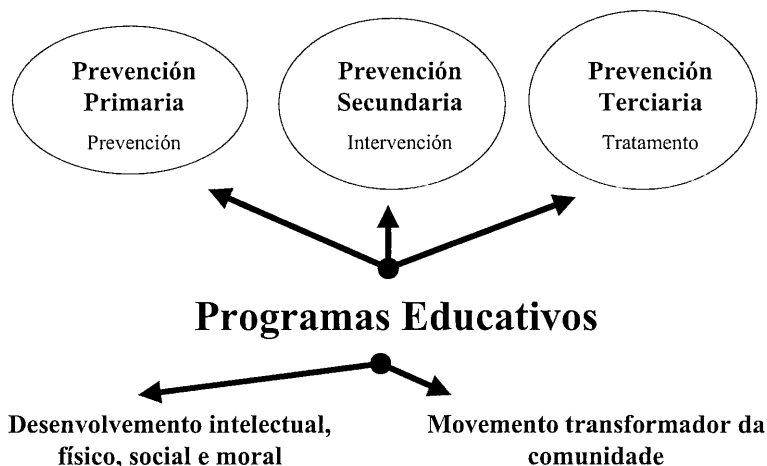 Prevención
Primaria
Prevención
Prevención
Secundaria
Intervención
Prevención
Terciaria
Tratamento
Programas Educativos
Desenvolvemento intelectual,
físico, social e moral
Movemento transformador da
comunidade